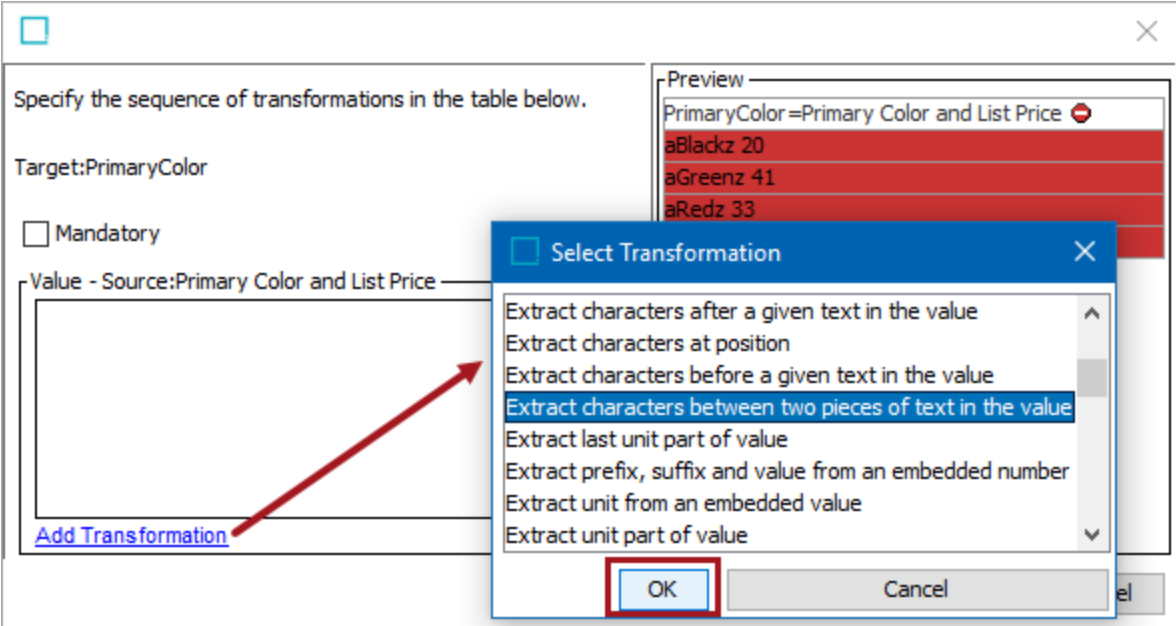 Specify the sequence of transformations in the table below.
Target:PrimaryColor
Mandatory
Value - Source:Primary Color and List Price
Add Transformation
Preview
PrimaryColor=Primary Color and List Price
aBlackz 20
aGreenz 41
aRedz 33
Select Transformation
Extract characters after a given text in the value
Extract characters at position
Extract characters before a given text in the value
Extract characters between two pieces of text in the value
Extract last unit part of value
Extract prefix, suffix and value from an embedded number
Extract unit from an embedded value
Extract unit part of value
OK
Cancel
el